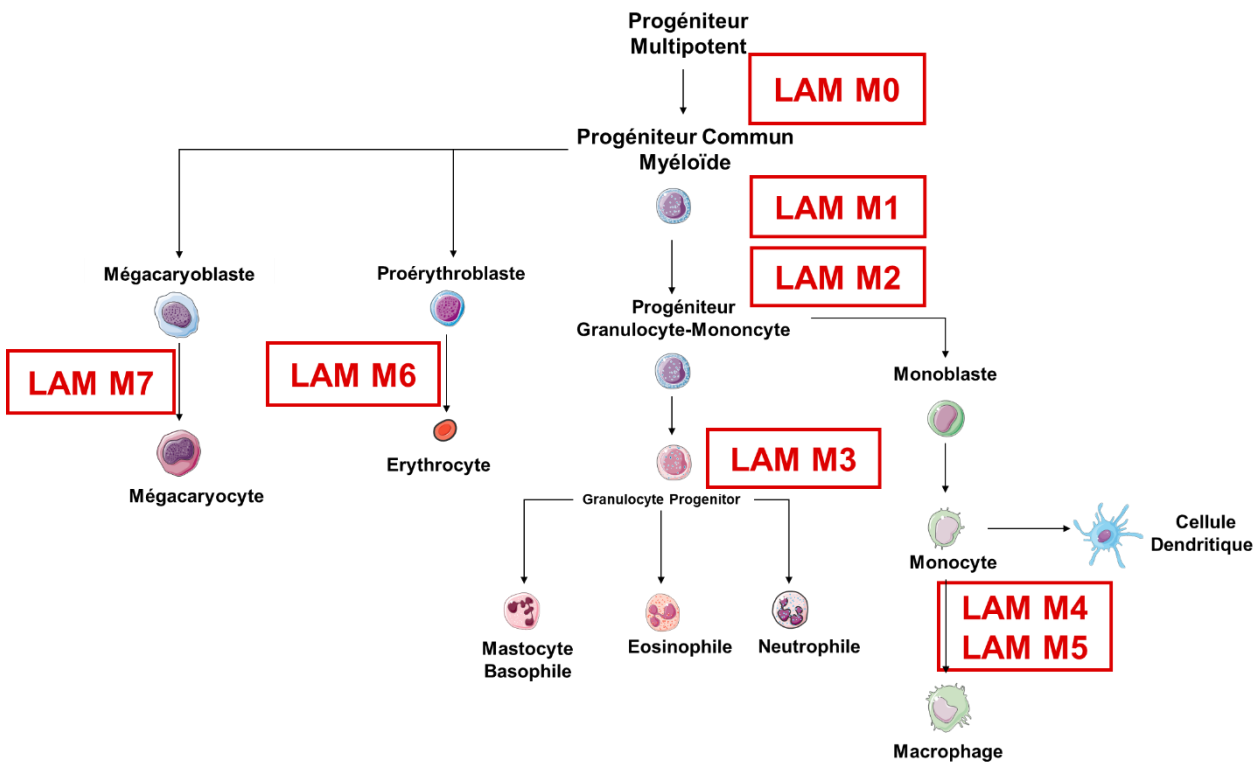 Progéniteur
Multipotent
LAM M0
Progéniteur Commun
Myéloïde
LAM M1
LAM M2
Mégacaryoblaste
Proérythroblaste
Progéniteur
Granulocyte-Mononcyte
LAM M7
LAM M6
Monoblaste
Erythrocyte
LAM M3
Mégacaryocyte
Granulocyte Progenitor
Cellule
Dendritique
Monocyte
LAM M4
LAM M5
Mastocyte
Basophile
Eosinophile
Neutrophile
Macrophage